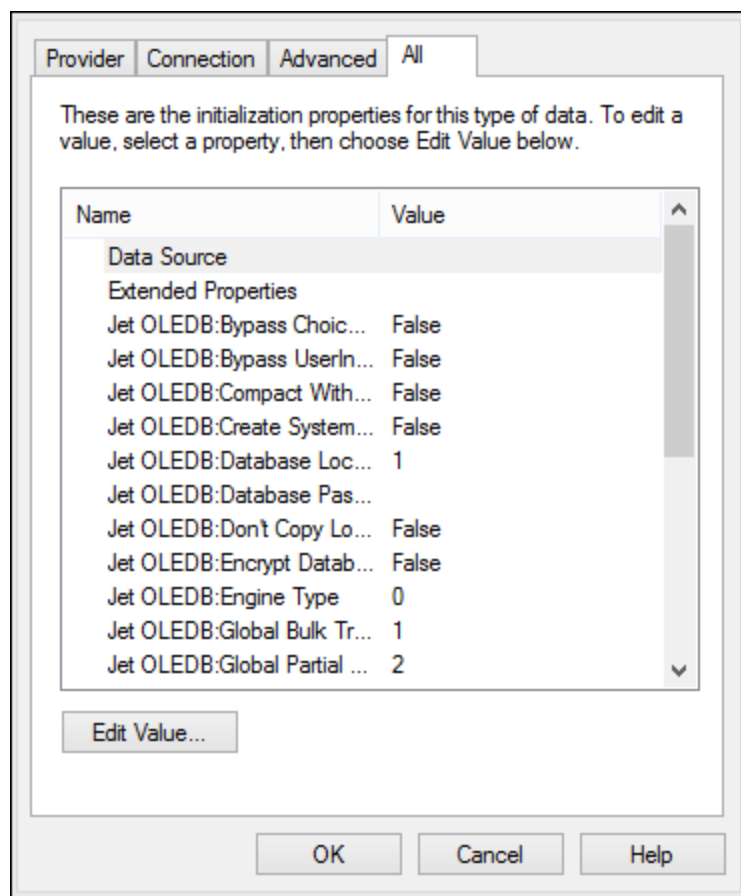 Provider Connection Advanced All
These are the initialization properties for this type of data. To edit a
value, select a property, then choose Edit Value below.
Name Value
Data Source
Extended Properties
Jet OLEDB:Bypass Choic... False
Jet OLEDB:Bypass UserIn... False
Jet OLEDB:Compact With... False
Jet OLEDB:Create System... False
Jet OLEDB:Database Loc... 1
Jet OLEDB:Database Pas...
Jet OLEDB:Don't Copy Lo... False
Jet OLEDB:Encrypt Datab... False
Jet OLEDB:Engine Type 0
Jet OLEDB:Global Bulk Tr... 1
Jet OLEDB:Global Partial ... 2
Edit Value...
OK Cancel Help